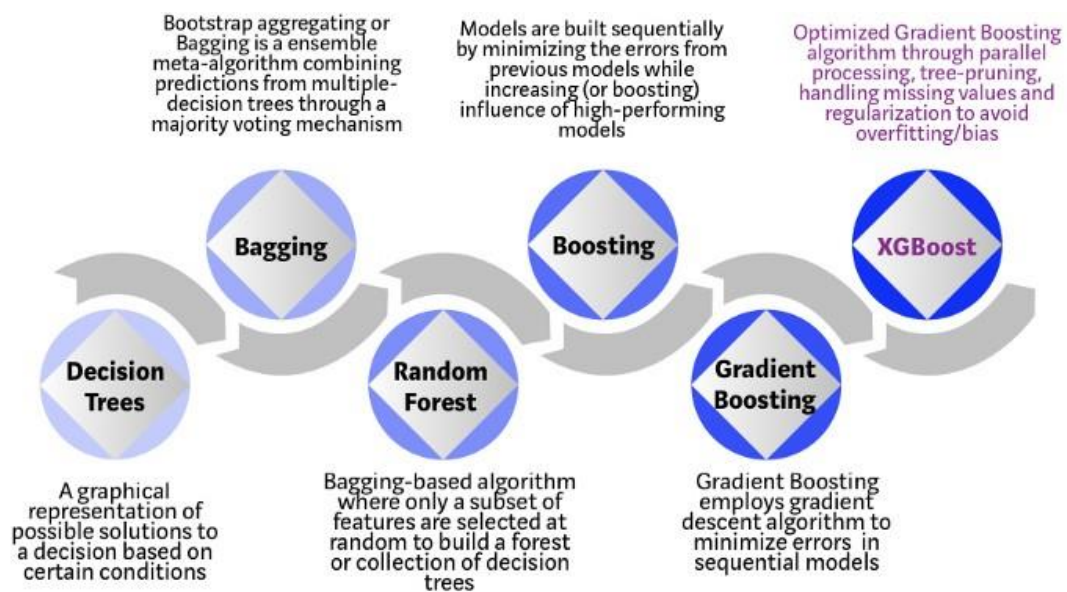 Bootstrap aggregating or
Bagging is a ensemble
meta-algorithm combining
predictions from multiple-
decision trees through a
majority voting mechanism
Models are built sequentially
by minimizing the errors from
previous models while
increasing (or boosting)
influence of high-performing
models
Optimized Gradient Boosting
algorithm through parallel
processing, tree-pruning,
handling missing values and
regularization to avoid
overfitting/bias
Bagging
Boosting
XGBoost
Decision
Trees
Random
Forest
Gradient
Boosting
A graphical
representation of
possible solutions to
a decision based on
certain conditions
Bagging-based algorithm
where only a subset of
features are selected at
random to build a forest
or collection of decision
trees
Gradient Boosting
employs gradient
descent algorithm to
minimize errors in
sequential models